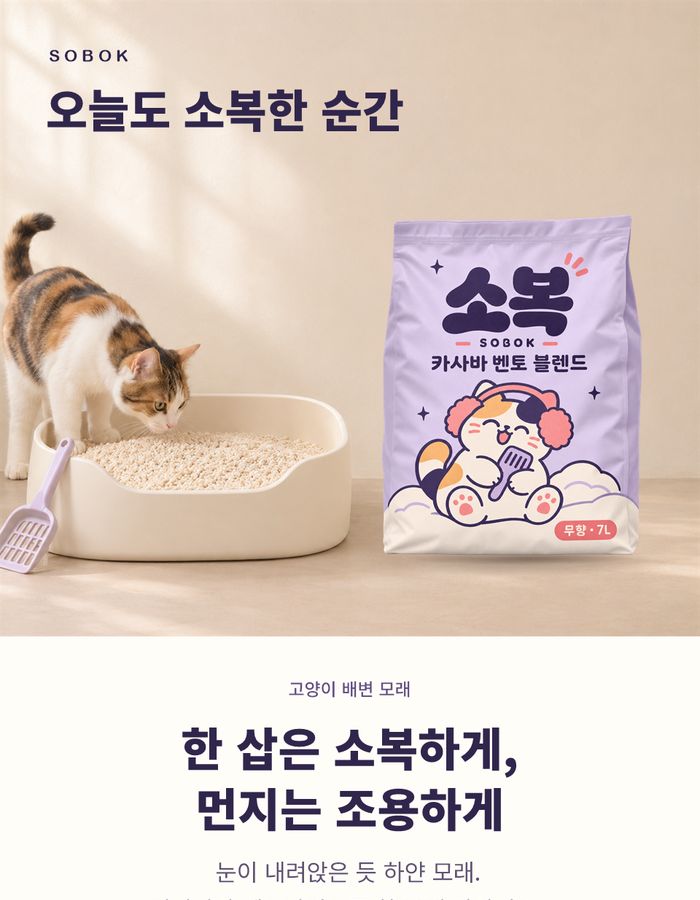 SOBOK
오늘도 소복한 순간
소복
SOBOK
카사바 벤토 블렌드
무향 • 7L
고양이 배변 모래
한 삽은 소복하게,
먼지는 조용하게
눈이 내려앉은 듯 하얀 모래.